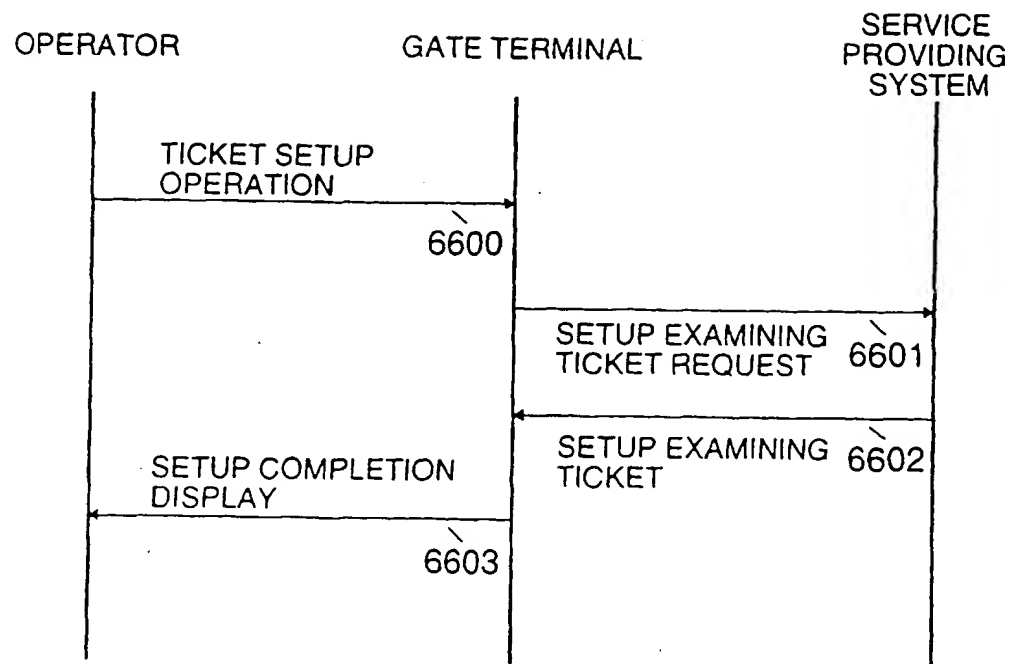 OPERATOR
GATE TERMINAL
SERVICE
PROVIDING
SYSTEM
TICKET SETUP
OPERATION
6600
SETUP EXAMINING
TICKET REQUEST
6601
SETUP EXAMINING
TICKET
6602
SETUP COMPLETION
DISPLAY
6603